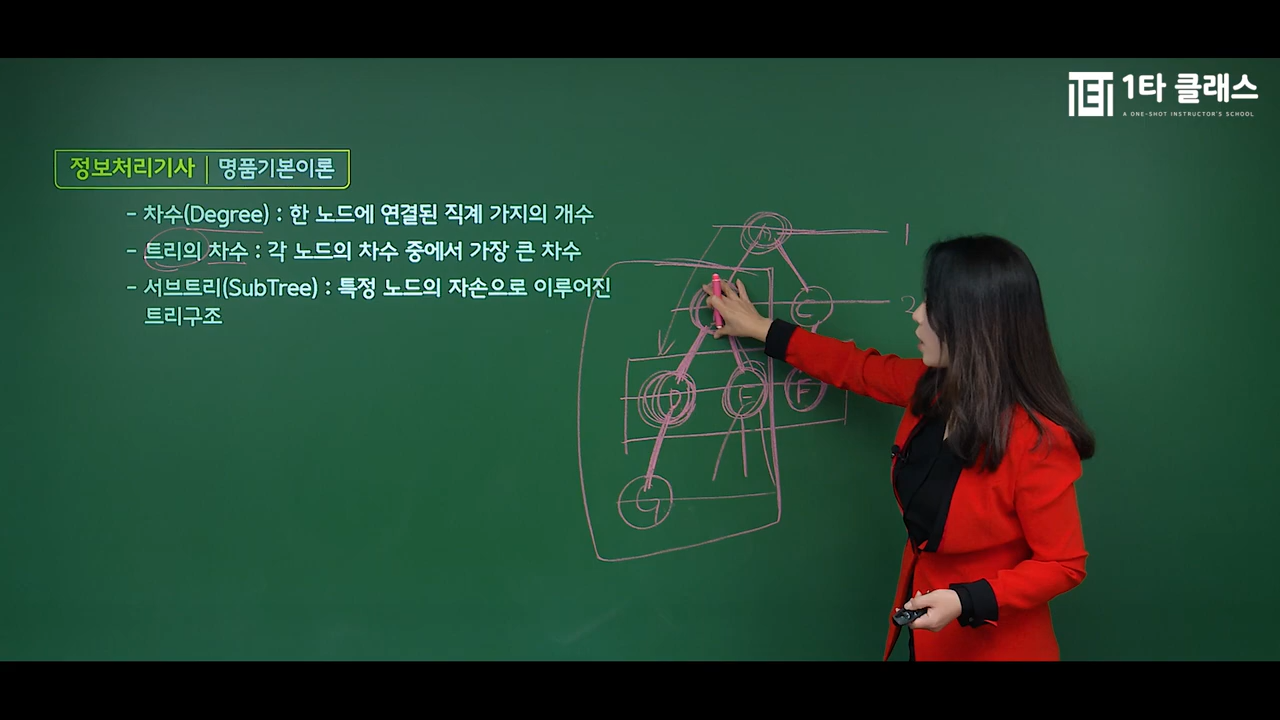 1타 클래스
A ONE-SHOT INSTRUCTOR'S SCHOOL
정보처리기사 | 명품기본이론
- 차수(Degree) : 한 노드에 연결된 직계 가지의 개수
- 트리의 차수 : 각 노드의 차수 중에서 가장 큰 차수
- 서브트리(SubTree) : 특정 노드의 자손으로 이루어진
트리구조
A
1
C
2
D
E
F
G